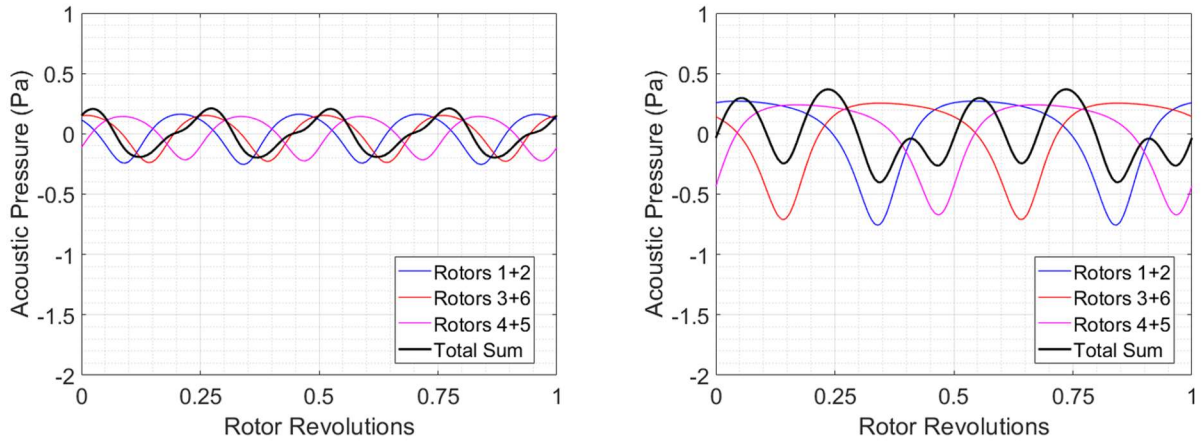 1
0.5
0
-0.5
-1
-1.5
-2
Acoustic Pressure (Pa)
Rotors 1+2
Rotors 3+6
Rotors 4+5
Total Sum
0 0.25 0.5 0.75 1
Rotor Revolutions
1
0.5
0
-0.5
-1
-1.5
-2
Acoustic Pressure (Pa)
Rotors 1+2
Rotors 3+6
Rotors 4+5
Total Sum
0 0.25 0.5 0.75 1
Rotor Revolutions